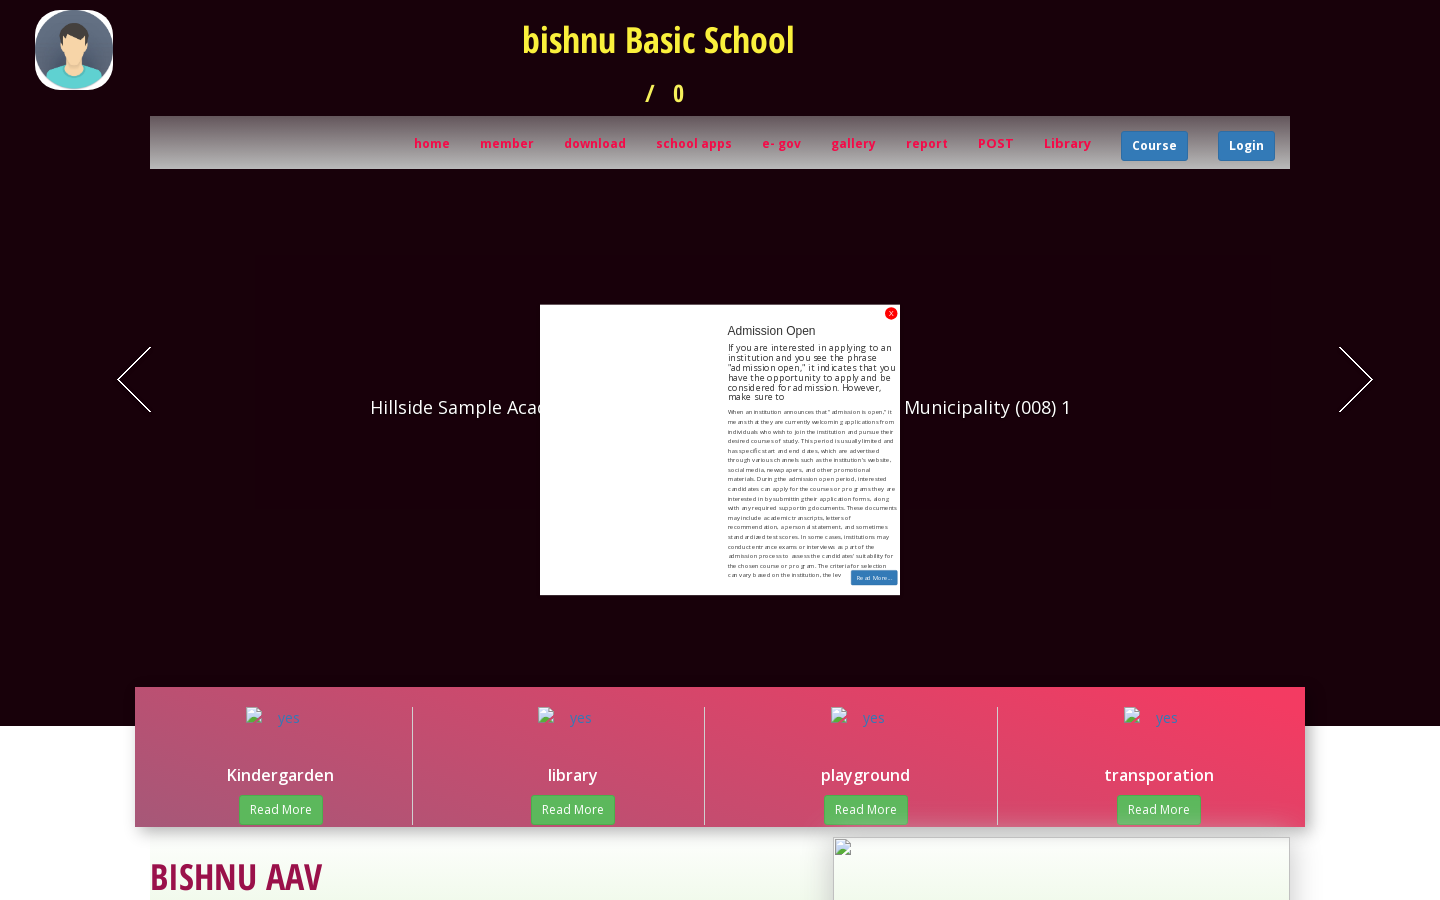 bishnu Basic School
/ 0
home member download school apps e- gov gallery report POST Library Course Login
X
Admission Open
If you are interested in applying to an
institution and you see the phrase
"admission open," it indicates that you
have the opportunity to apply and be
considered for admission. However,
make sure to
Hillside Sample Aca
Municipality (008) 1
When an institution announces that "admission is open," it
means that they are currently welcoming applications from
individuals who wish to join the institution and pursue their
desired courses of study. This period is usually limited and
has specific start and end dates, which are advertised
through various channels such as the institution's website,
social media, newspapers, and other promotional
materials. During the admission open period, interested
candidates can apply for the courses or programs they are
interested in by submitting their application forms, along
with any required supporting documents. These documents
may include academic transcripts, letters of
recommendation, a personal statement, and sometimes
standardized test scores. In some cases, institutions may
conduct entrance exams or interviews as part of the
admission process to assess the candidates' suitability for
the chosen course or program. The criteria for selection
can vary based on the institution, the lev
Read More...
yes yes yes yes
Kindergarden library playground transporation
Read More Read More Read More Read More
BISHNU AAV